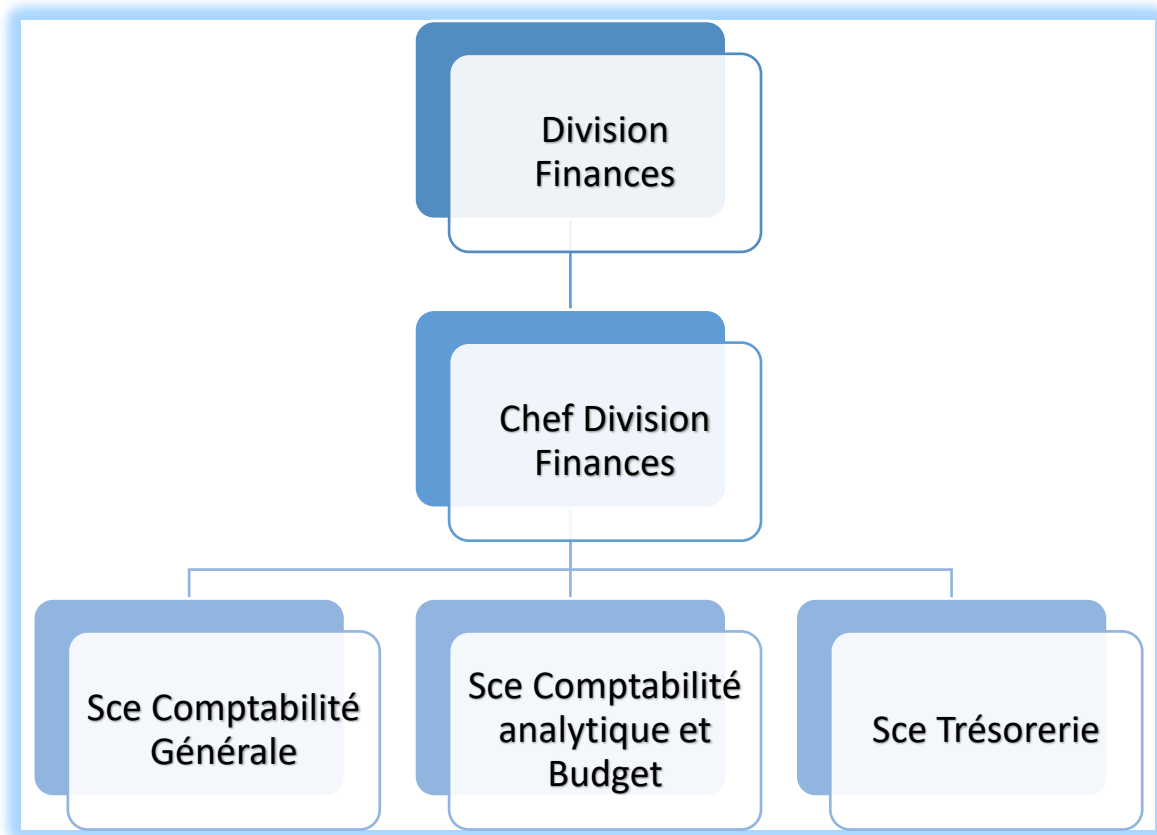 Division
Finances
Chef Division
Finances
Sce Comptabilité
Générale
Sce Comptabilité
analytique et
Budget
Sce Trésorerie